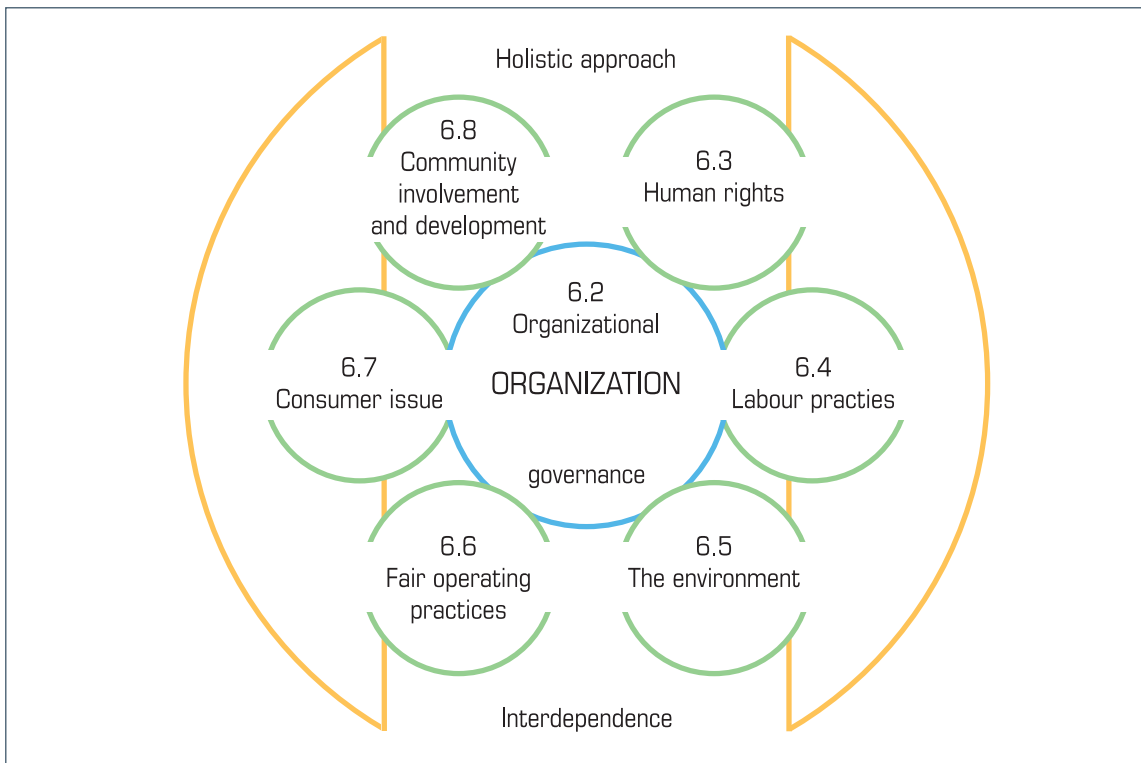 Holistic approach
6.8
Community
involvement
and development
6.3
Human rights
6.2
Organizational
ORGANIZATION
governance
6.7
Consumer issue
6.4
Labour practies
6.6
Fair operating
practices
6.5
The environment
Interdependence